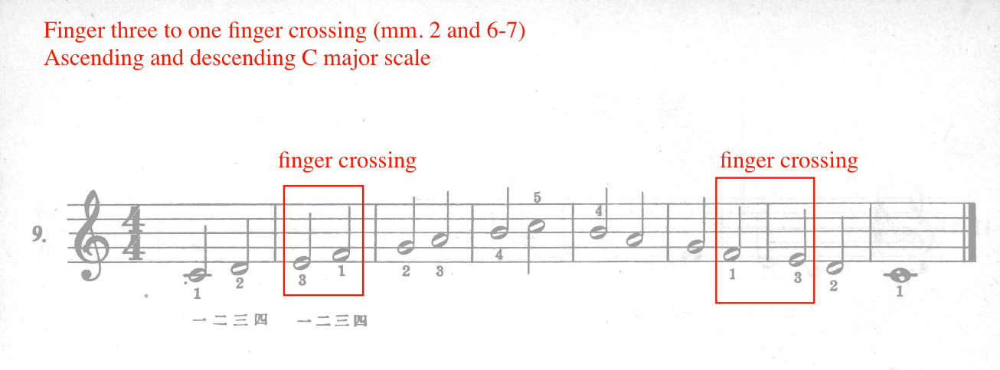 Finger three to one finger crossing (mm. 2 and 6-7)
Ascending and descending C major scale
finger crossing finger crossing
9. 4/4
5 4
4
1 2 3 1 2 3 1 3 2 1
一 二 三 四 一 二 三 四